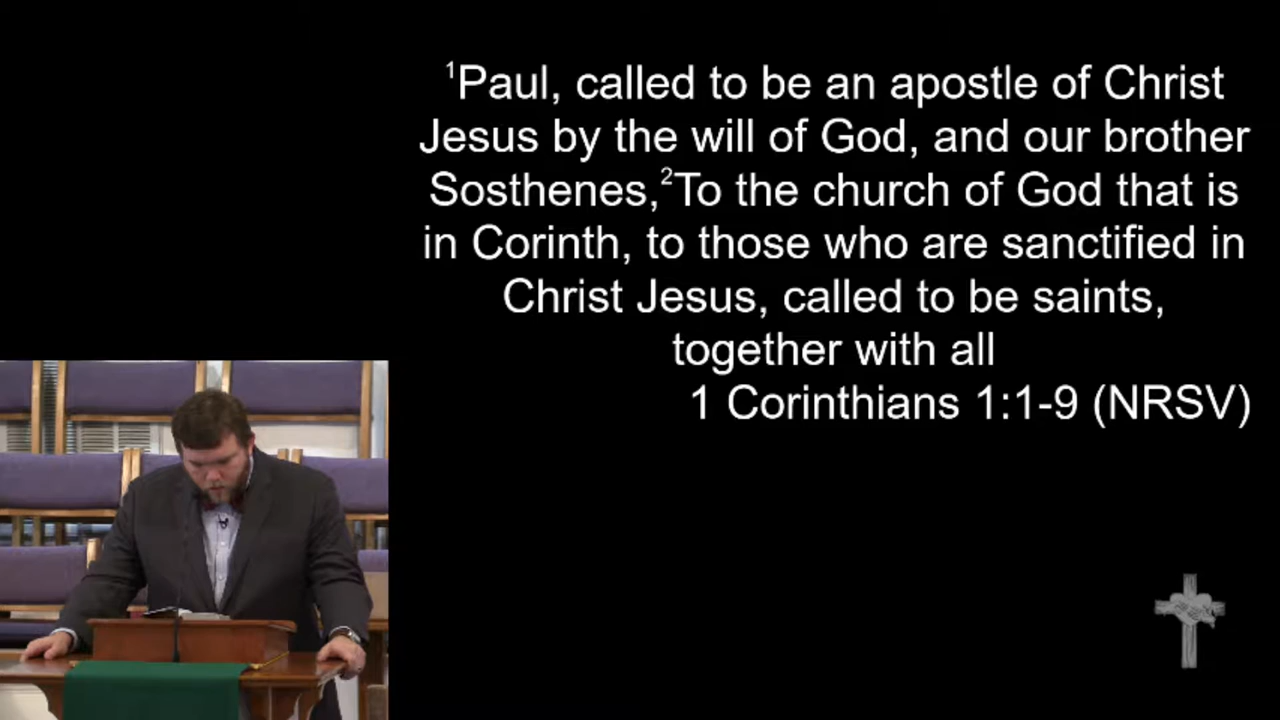 ¹Paul, called to be an apostle of Christ
Jesus by the will of God, and our brother
Sosthenes,²To the church of God that is
in Corinth, to those who are sanctified in
Christ Jesus, called to be saints,
together with all
1 Corinthians 1:1-9 (NRSV)